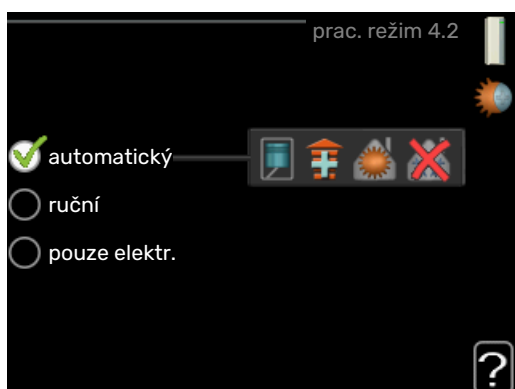 prac. režim 4.2
automatický
ruční
pouze elektr.
?